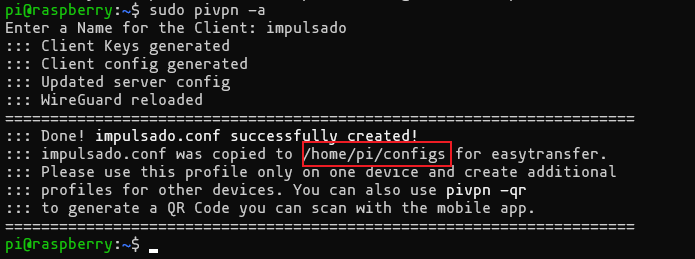 pi@raspberry:~$ sudo pivpn -a
Enter a Name for the Client: impulsado
::: Client Keys generated
::: Client config generated
::: Updated server config
::: WireGuard reloaded
======================================================================
::: Done! impulsado.conf successfully created!
::: impulsado.conf was copied to /home/pi/configs for easytransfer.
::: Please use this profile only on one device and create additional
::: profiles for other devices. You can also use pivpn -qr
::: to generate a QR Code you can scan with the mobile app.
======================================================================
pi@raspberry:~$